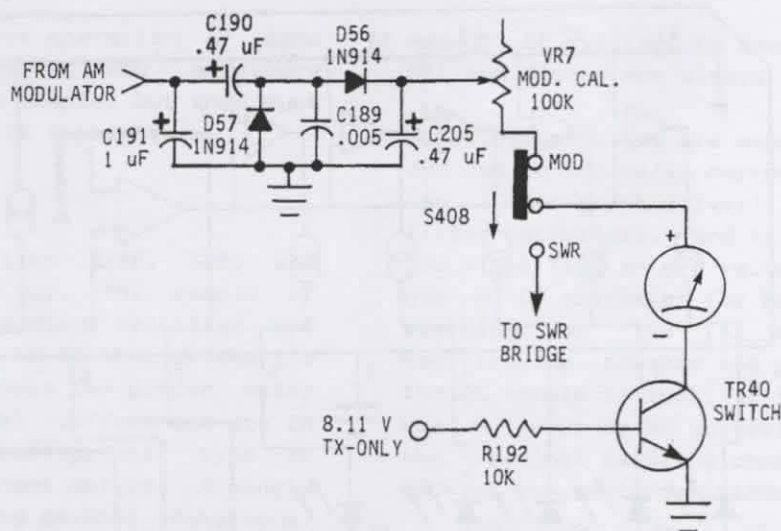 C190
.47 uF
+
FROM AM
MODULATOR
D56
1N914
VR7
MOD. CAL.
100K
+
C191
1 uF
D57
1N914
C189
.005
+
C205
.47 uF
MOD
S408
SWR
TO SWR
BRIDGE
+
–
8.11 V
TX-ONLY
R192
10K
TR40
SWITCH